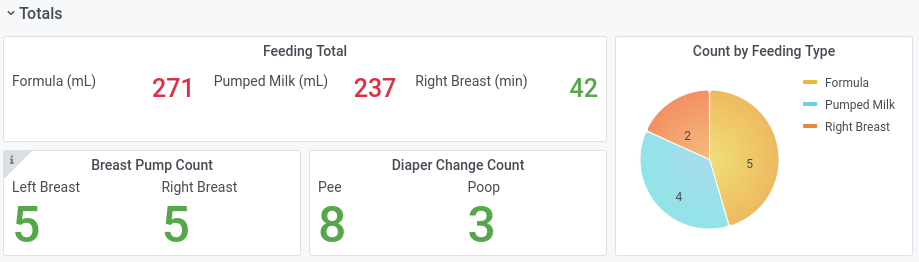 Totals
Feeding Total
Formula (mL) 271 Pumped Milk (mL) 237 Right Breast (min) 42
Count by Feeding Type
Formula
Pumped Milk
Right Breast
2
5
4
i
Breast Pump Count
Left Breast Right Breast
5 5
Diaper Change Count
Pee Poop
8 3